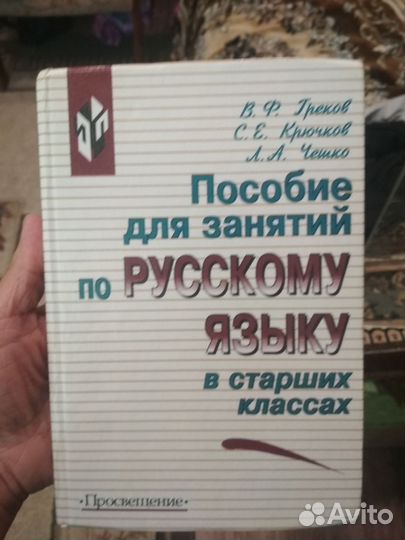 В. Ф. Греков
С. Е. Крючков
Л. А. Чешко
Пособие
для занятий
по РУССКОМУ
ЯЗЫКУ
в старших
классах
•Просвещение•
Avito